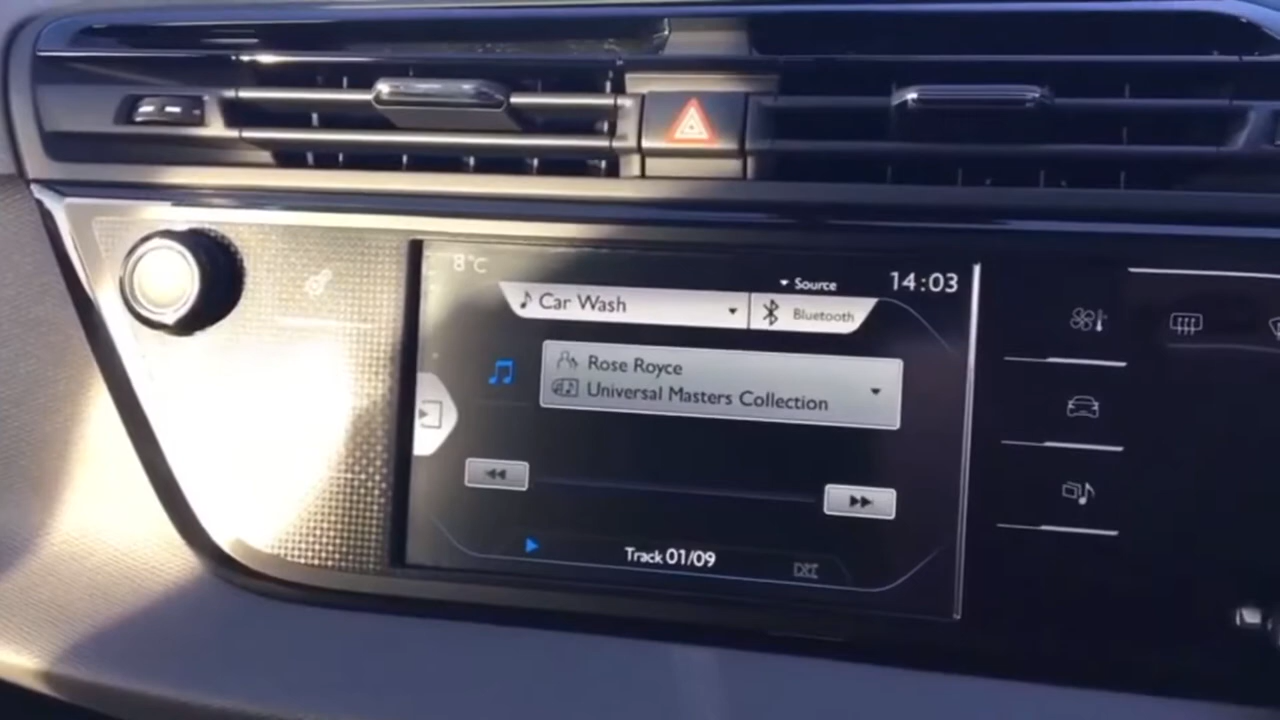 8°C
Source
14:03
Car Wash
Bluetooth
Rose Royce
Universal Masters Collection
Track 01/09